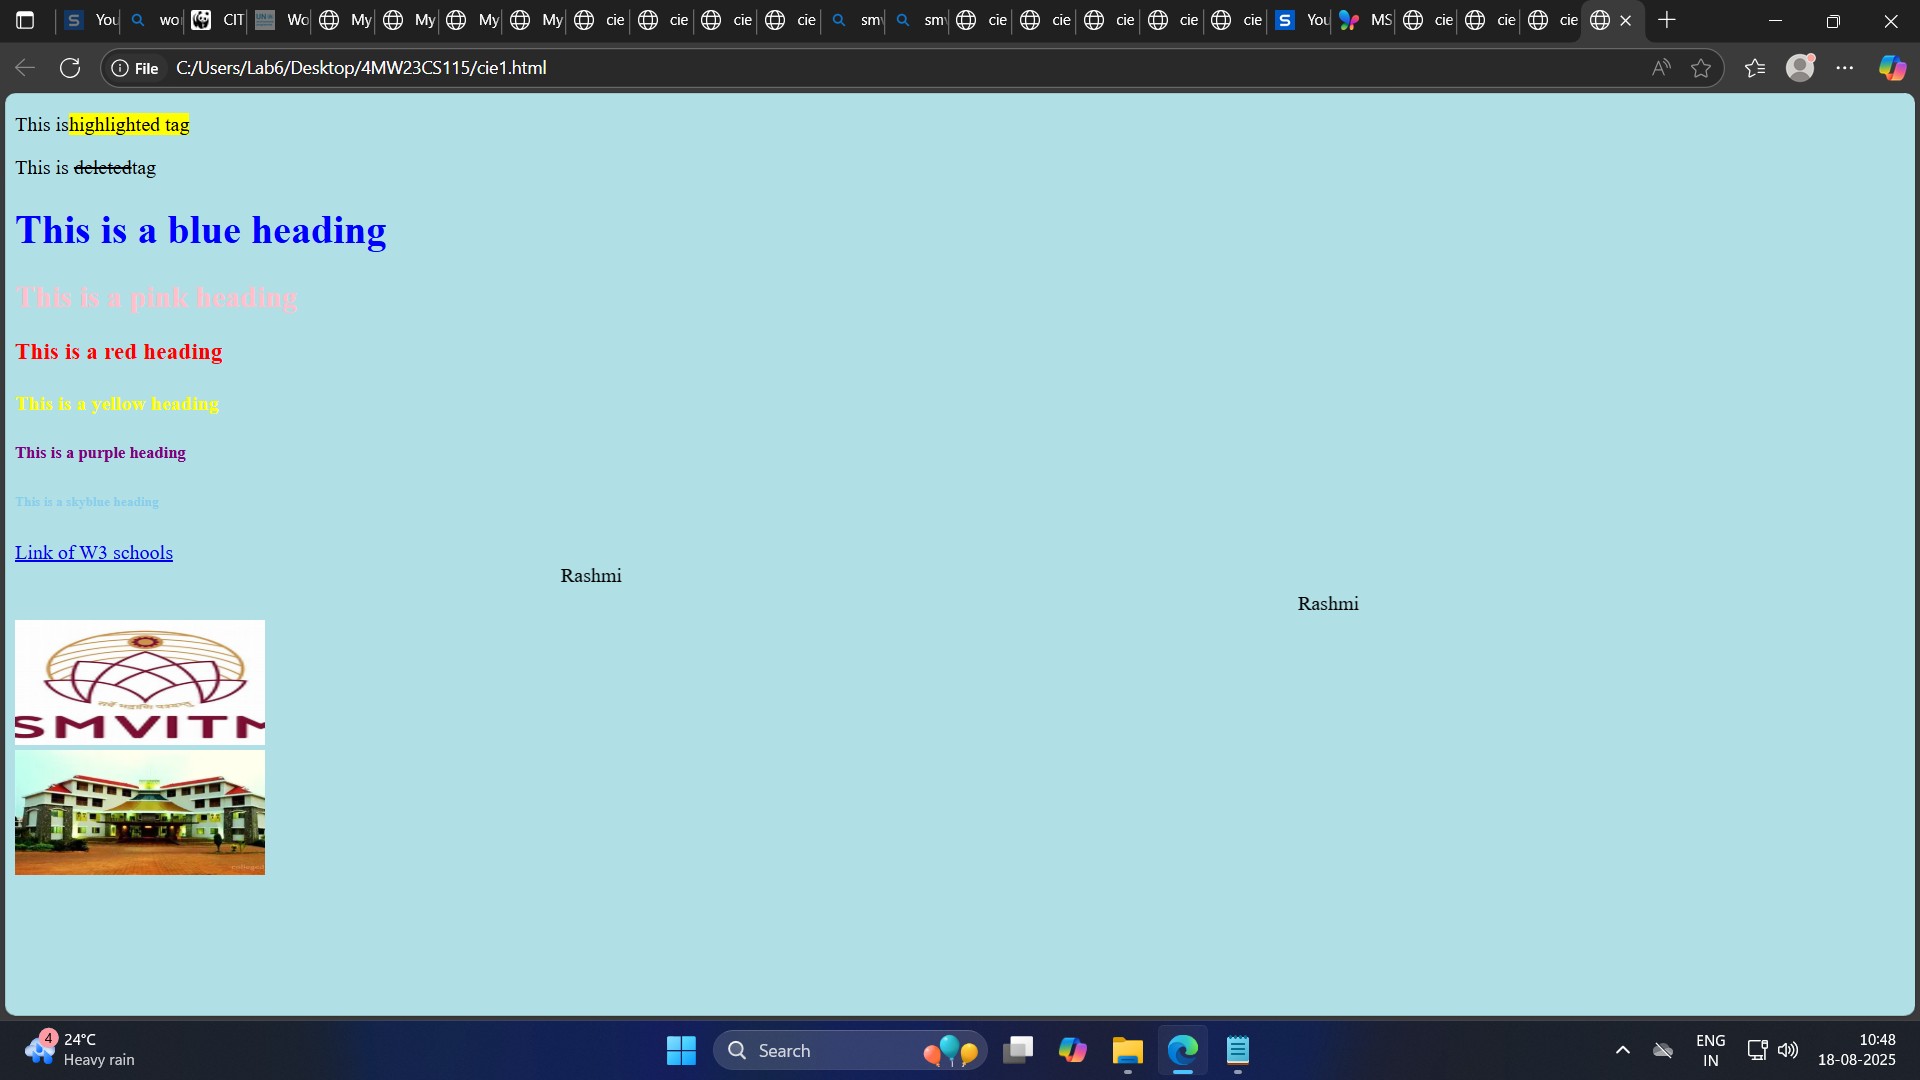 You
wo
CIT
Wo
My
My
My
My
cie
cie
cie
cie
sm
sm
cie
cie
cie
cie
cie
You
MS
cie
cie
cie
File C:/Users/Lab6/Desktop/4MW23CS115/cie1.html
This ishighlighted tag
This is deletedtag
This is a blue heading
This is a pink heading
This is a red heading
This is a yellow heading
This is a purple heading
This is a skyblue heading
Link of W3 schools
Rashmi
Rashmi
SMVITM
4
24°C
Heavy rain
Search
ENG
IN
10:48
18-08-2025